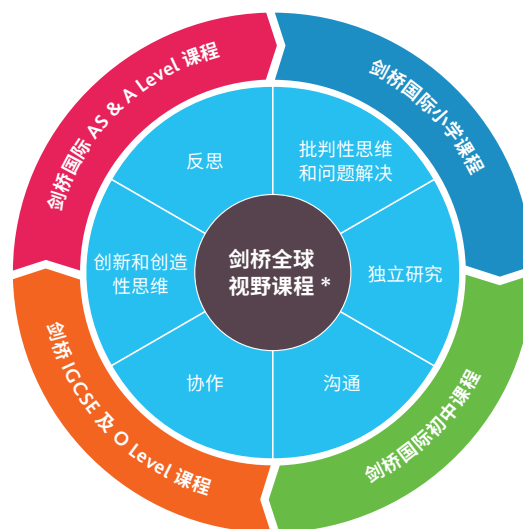 剑桥国际 AS & A Level 课程
剑桥国际小学课程
反思
批判性思维
和问题解决
创新和创造
性思维
剑桥全球
视野课程 *
独立研究
协作
沟通
剑桥 IGCSE 及 O Level 课程
剑桥国际初中课程